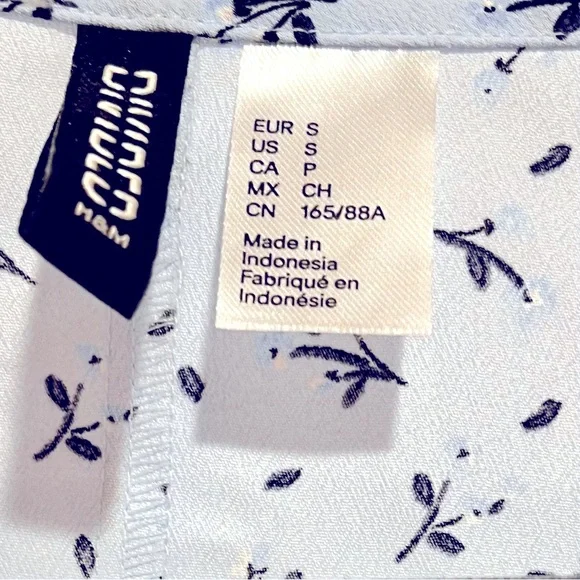 DIVIDED
H&M
EUR S
US S
CA P
MX CH
CN 165/88A
Made in
Indonesia
Fabriqué en
Indonésie